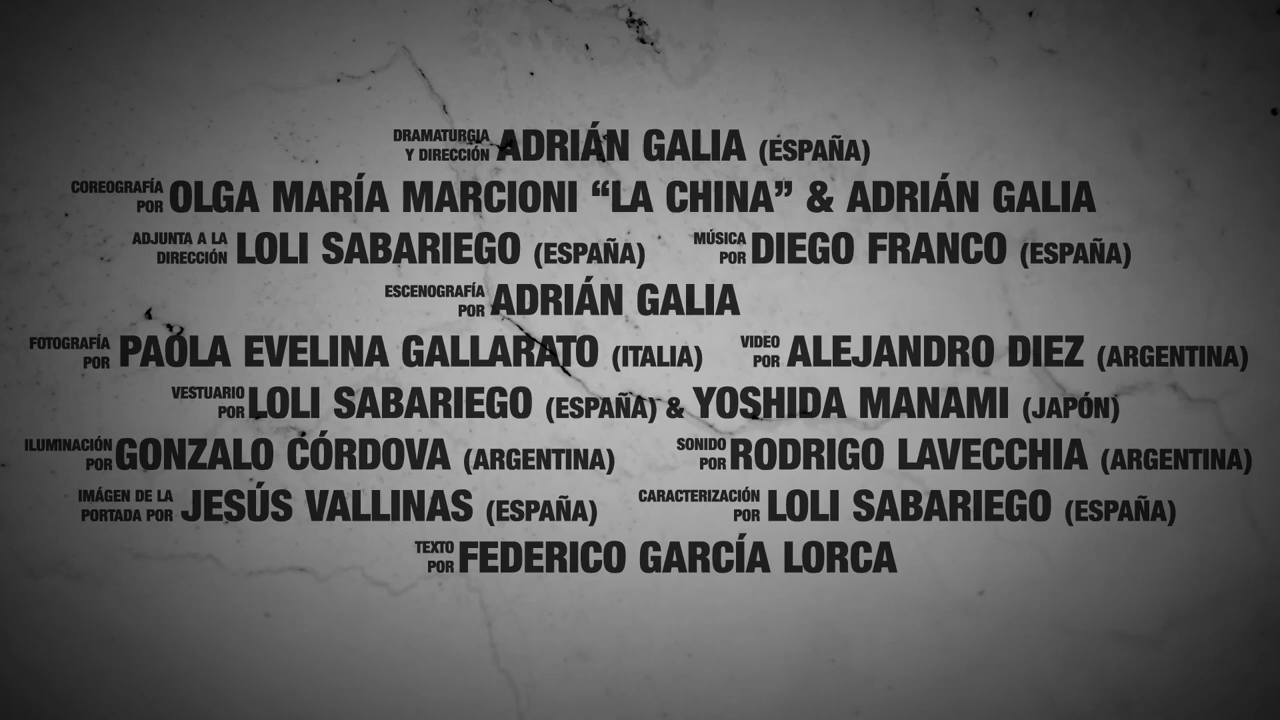 DRAMATURGIA Y DIRECCIÓN ADRIÁN GALIA (ESPAÑA)
COREOGRAFÍA POR OLGA MARÍA MARCIONI “LA CHINA” & ADRIÁN GALIA
ADJUNTA A LA DIRECCIÓN LOLI SABARIEGO (ESPAÑA) MÚSICA POR DIEGO FRANCO (ESPAÑA)
ESCENOGRAFÍA POR ADRIÁN GALIA
FOTOGRAFÍA POR PAOLA EVELINA GALLARATO (ITALIA) VIDEO POR ALEJANDRO DIEZ (ARGENTINA)
VESTUARIO POR LOLI SABARIEGO (ESPAÑA) & YOSHIDA MANAMI (JAPÓN)
ILUMINACIÓN POR GONZALO CÓRDOVA (ARGENTINA) SONIDO POR RODRIGO LAVECCHIA (ARGENTINA)
IMÁGEN DE LA PORTADA POR JESÚS VALLINAS (ESPAÑA) CARACTERIZACIÓN POR LOLI SABARIEGO (ESPAÑA)
TEXTO POR FEDERICO GARCÍA LORCA